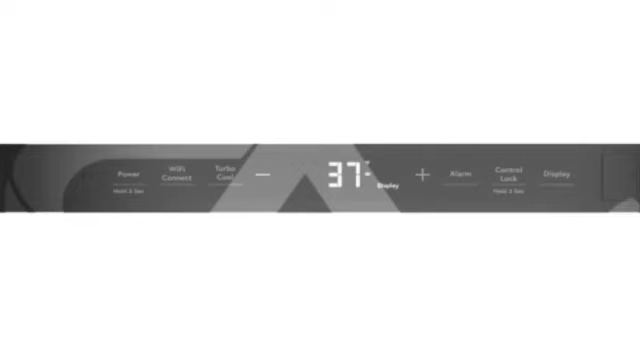 Power
Hold 3 Sec
WiFi
Connect
Turbo
Cool
−
37°F
Display
+
Alarm
Control
Lock
Hold 3 Sec
Display